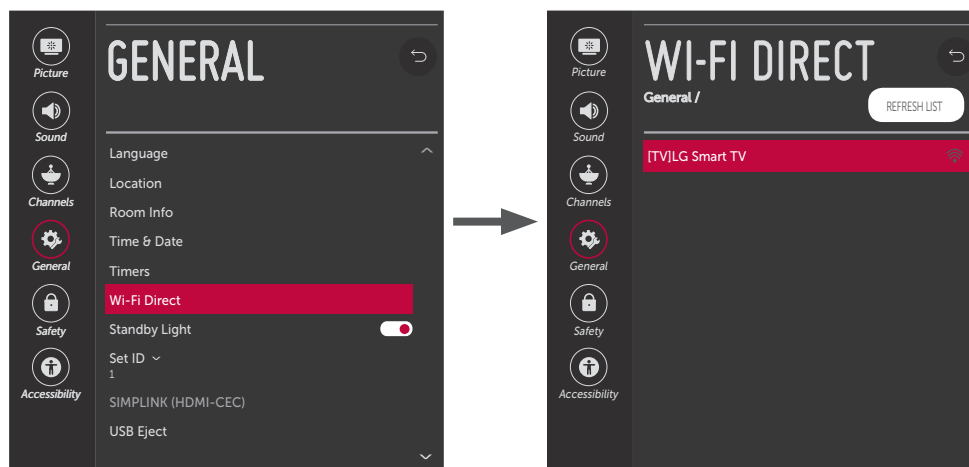 GENERAL
Picture
Sound
Channels
General
Safety
Accessibility
Language
Location
Room Info
Time & Date
Timers
Wi-Fi Direct
Standby Light
Set ID
1
SIMPLINK (HDMI-CEC)
USB Eject
WI-FI DIRECT
General /
REFRESH LIST
Picture
Sound
Channels
General
Safety
Accessibility
[TV]LG Smart TV